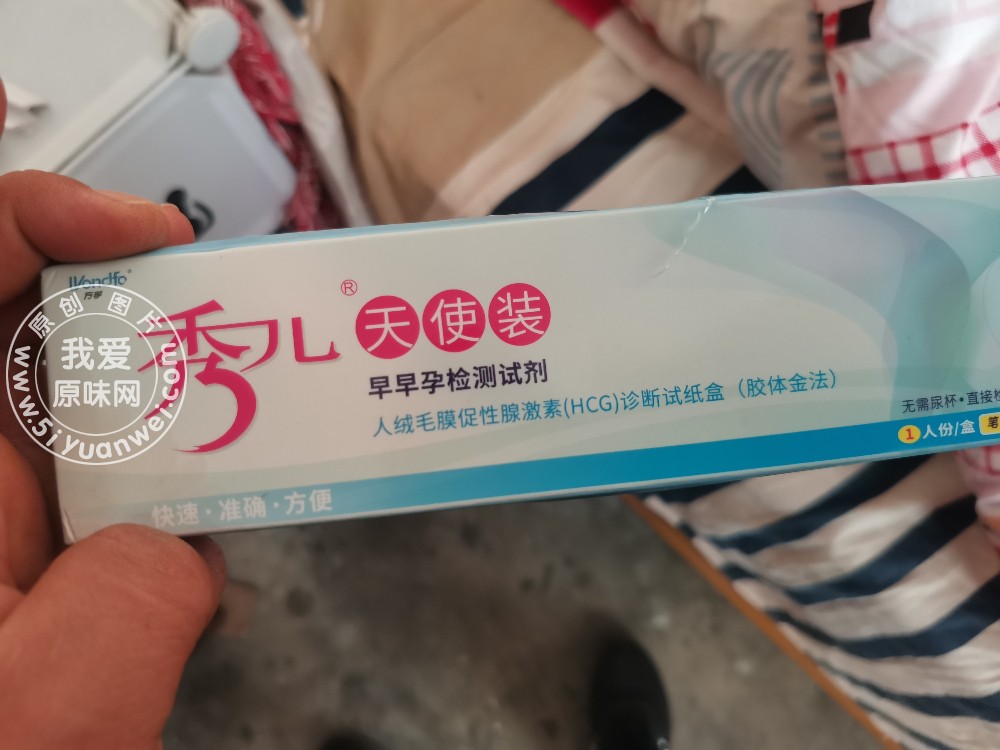 Wondfo®
万孚
秀儿® 天使装
早早孕检测试剂
人绒毛膜促性腺激素(HCG)诊断试纸盒（胶体金法）
无需尿杯•直接检
1人份/盒 笔
快速·准确·方便
原创图片
我爱
原味网
www.5iyuanwei.com